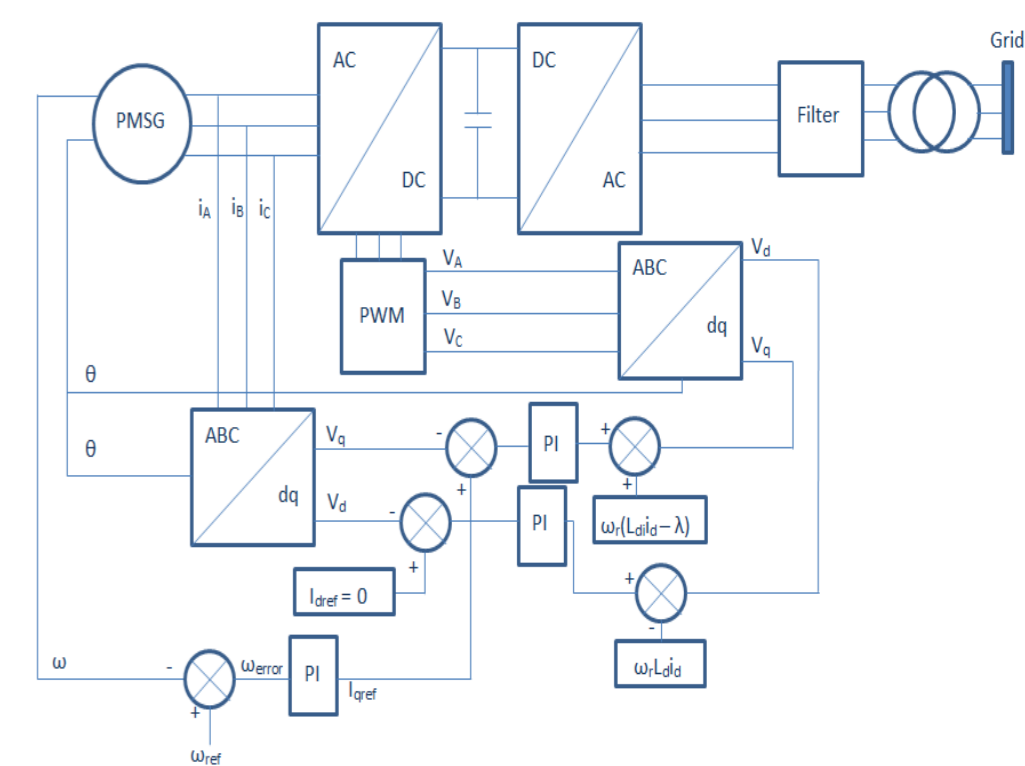 Grid
AC
DC
DC
AC
PMSG
Filter
iA
iB
iC
VA
VB
VC
PWM
ABC
dq
Vd
Vq
θ
θ
ABC
dq
Vq
Vd
-
+
-
+
PI
PI
+
+
ωr(Ldiid – λ)
Idref = 0
+
-
ωrLdid
ω
-
+
ωerror
PI
Iqref
ωref